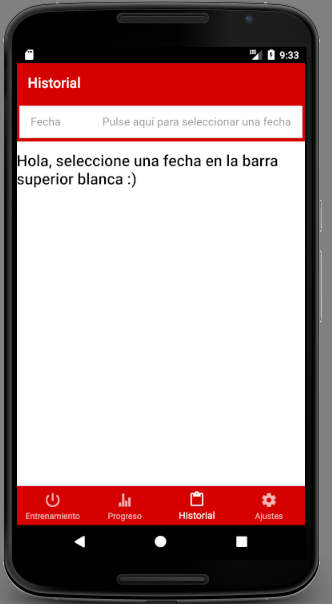 9:33
Historial
Fecha Pulse aquí para seleccionar una fecha
Hola, seleccione una fecha en la barra
superior blanca :)
Entrenamiento Progreso Historial Ajustes